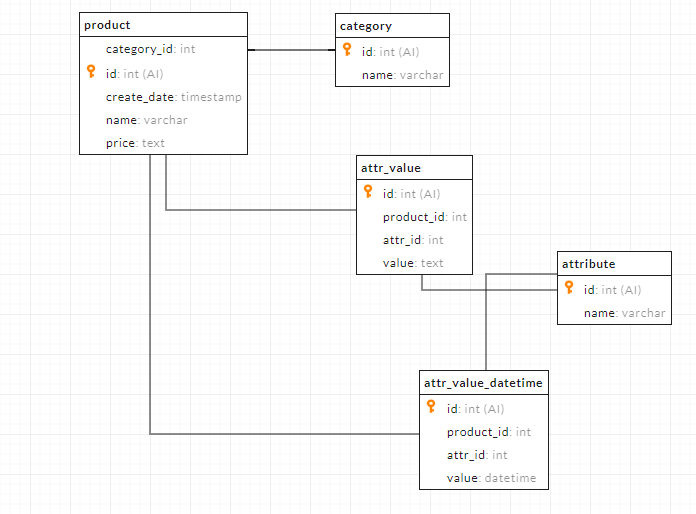 product
category_id: int
id: int (AI)
create_date: timestamp
name: varchar
price: text
category
id: int (AI)
name: varchar
attr_value
id: int (AI)
product_id: int
attr_id: int
value: text
attribute
id: int (AI)
name: varchar
attr_value_datetime
id: int (AI)
product_id: int
attr_id: int
value: datetime